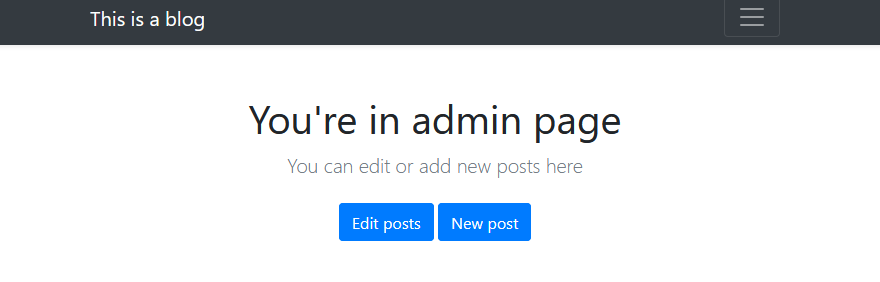 This is a blog
You're in admin page
You can edit or add new posts here
Edit posts New post